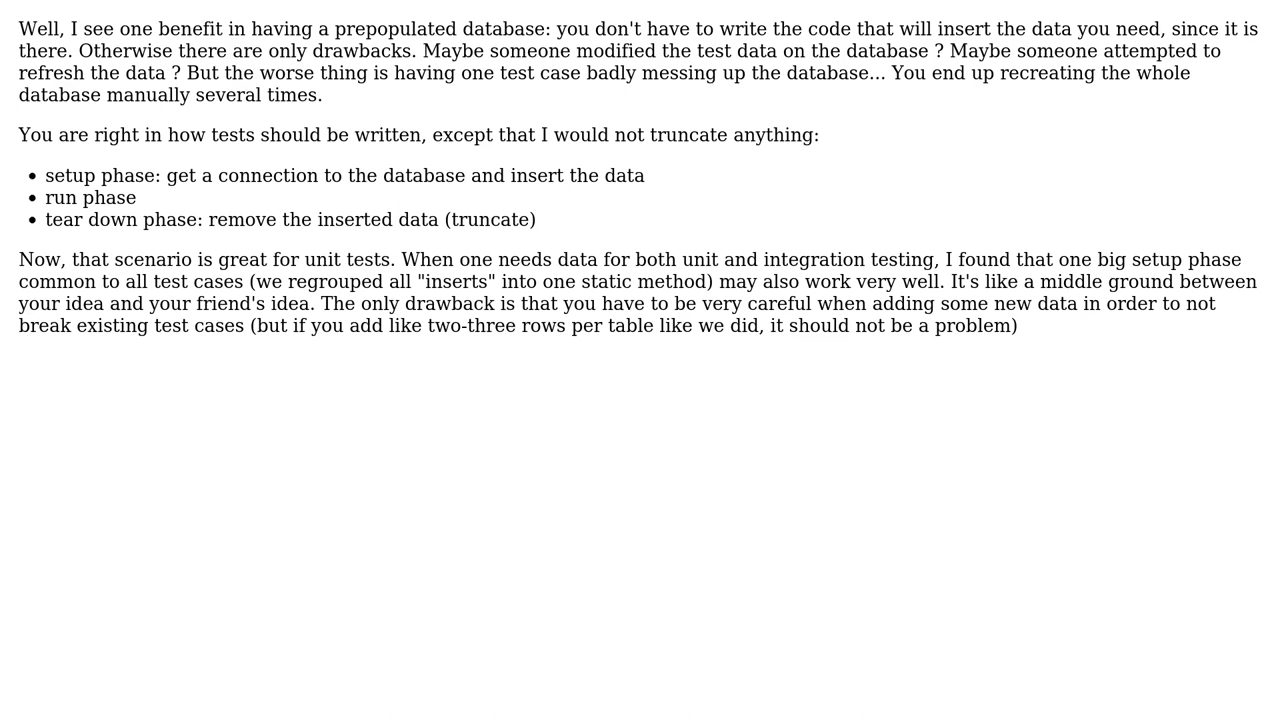 Well, I see one benefit in having a prepopulated database: you don't have to write the code that will insert the data you need, since it is
there. Otherwise there are only drawbacks. Maybe someone modified the test data on the database ? Maybe someone attempted to
refresh the data ? But the worse thing is having one test case badly messing up the database... You end up recreating the whole
database manually several times.
You are right in how tests should be written, except that I would not truncate anything:
• setup phase: get a connection to the database and insert the data
• run phase
• tear down phase: remove the inserted data (truncate)
Now, that scenario is great for unit tests. When one needs data for both unit and integration testing, I found that one big setup phase
common to all test cases (we regrouped all "inserts" into one static method) may also work very well. It's like a middle ground between
your idea and your friend's idea. The only drawback is that you have to be very careful when adding some new data in order to not
break existing test cases (but if you add like two-three rows per table like we did, it should not be a problem)